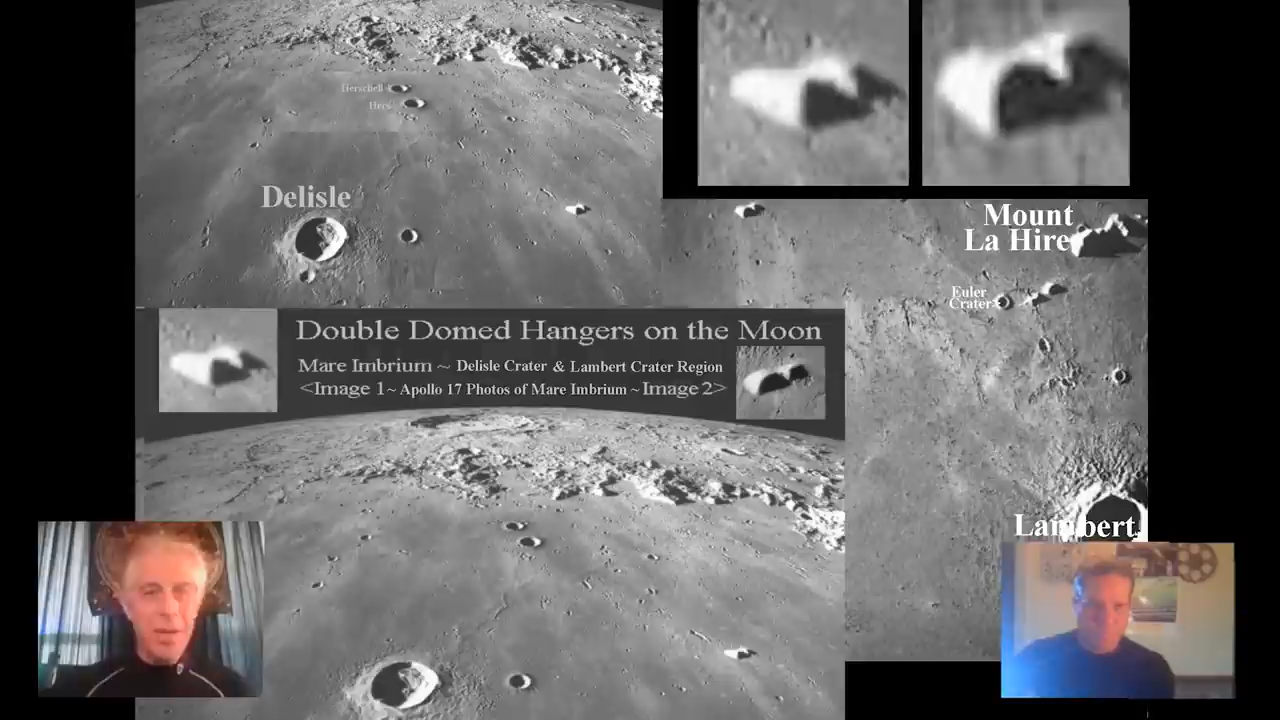 Herschell
Delisle
Mount
La Hire
Euler
Crater
Double Domed Hangers on the Moon
Mare Imbrium ~ Delisle Crater & Lambert Crater Region
<Image 1~ Apollo 17 Photos of Mare Imbrium ~ Image 2>
Lambert